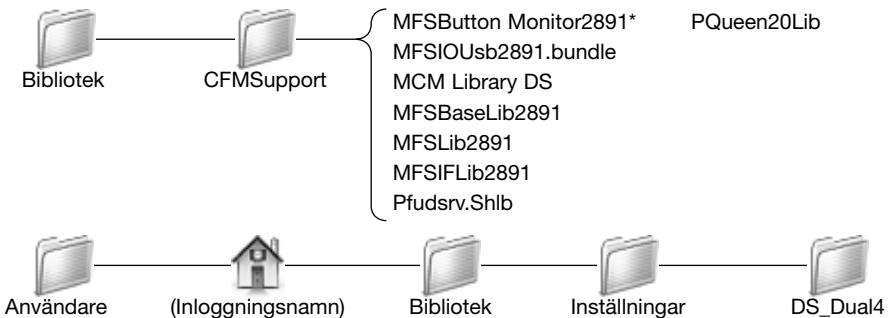 MFSButton Monitor2891* PQueen20Lib
MFSIOUsb2891.bundle
Bibliotek CFMSupport MCM Library DS
MFSBaseLib2891
MFSLib2891
MFSIFLib2891
Pfudsrv.Shlb
Användare (Inloggningsnamn) Bibliotek Inställningar DS_Dual4